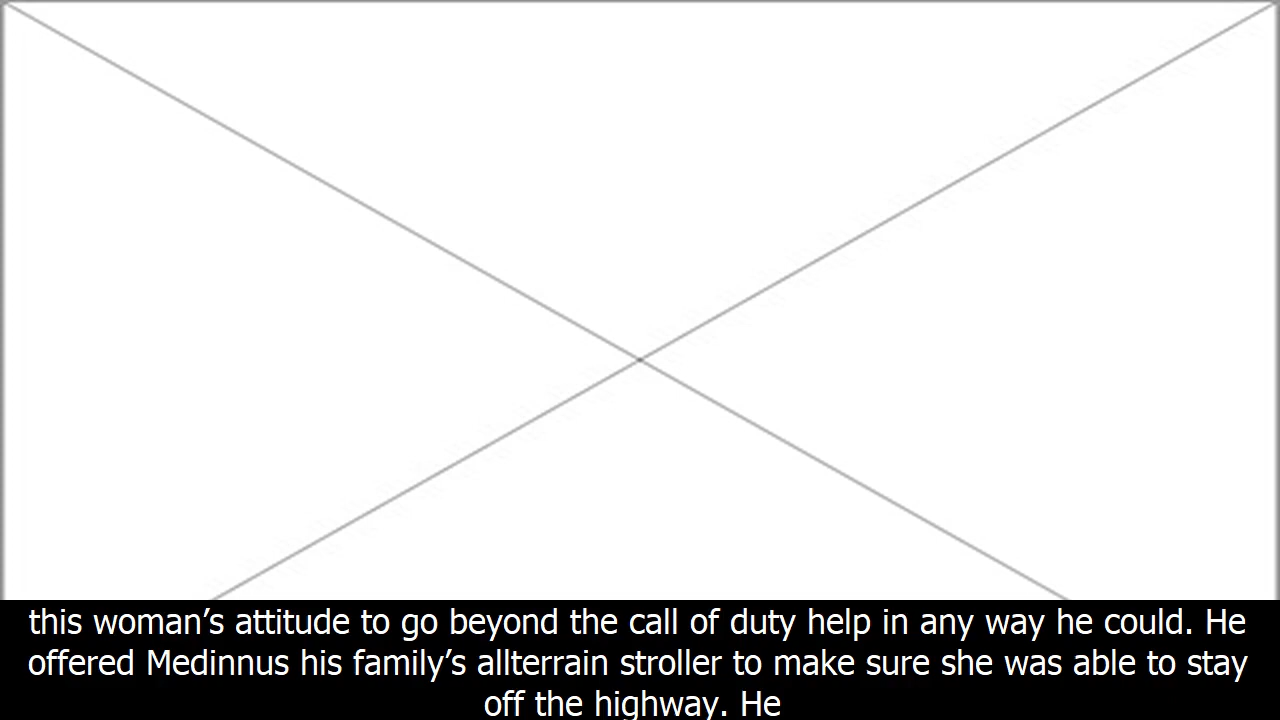 this woman’s attitude to go beyond the call of duty help in any way he could. He
offered Medinnus his family’s allterrain stroller to make sure she was able to stay
off the highway. He